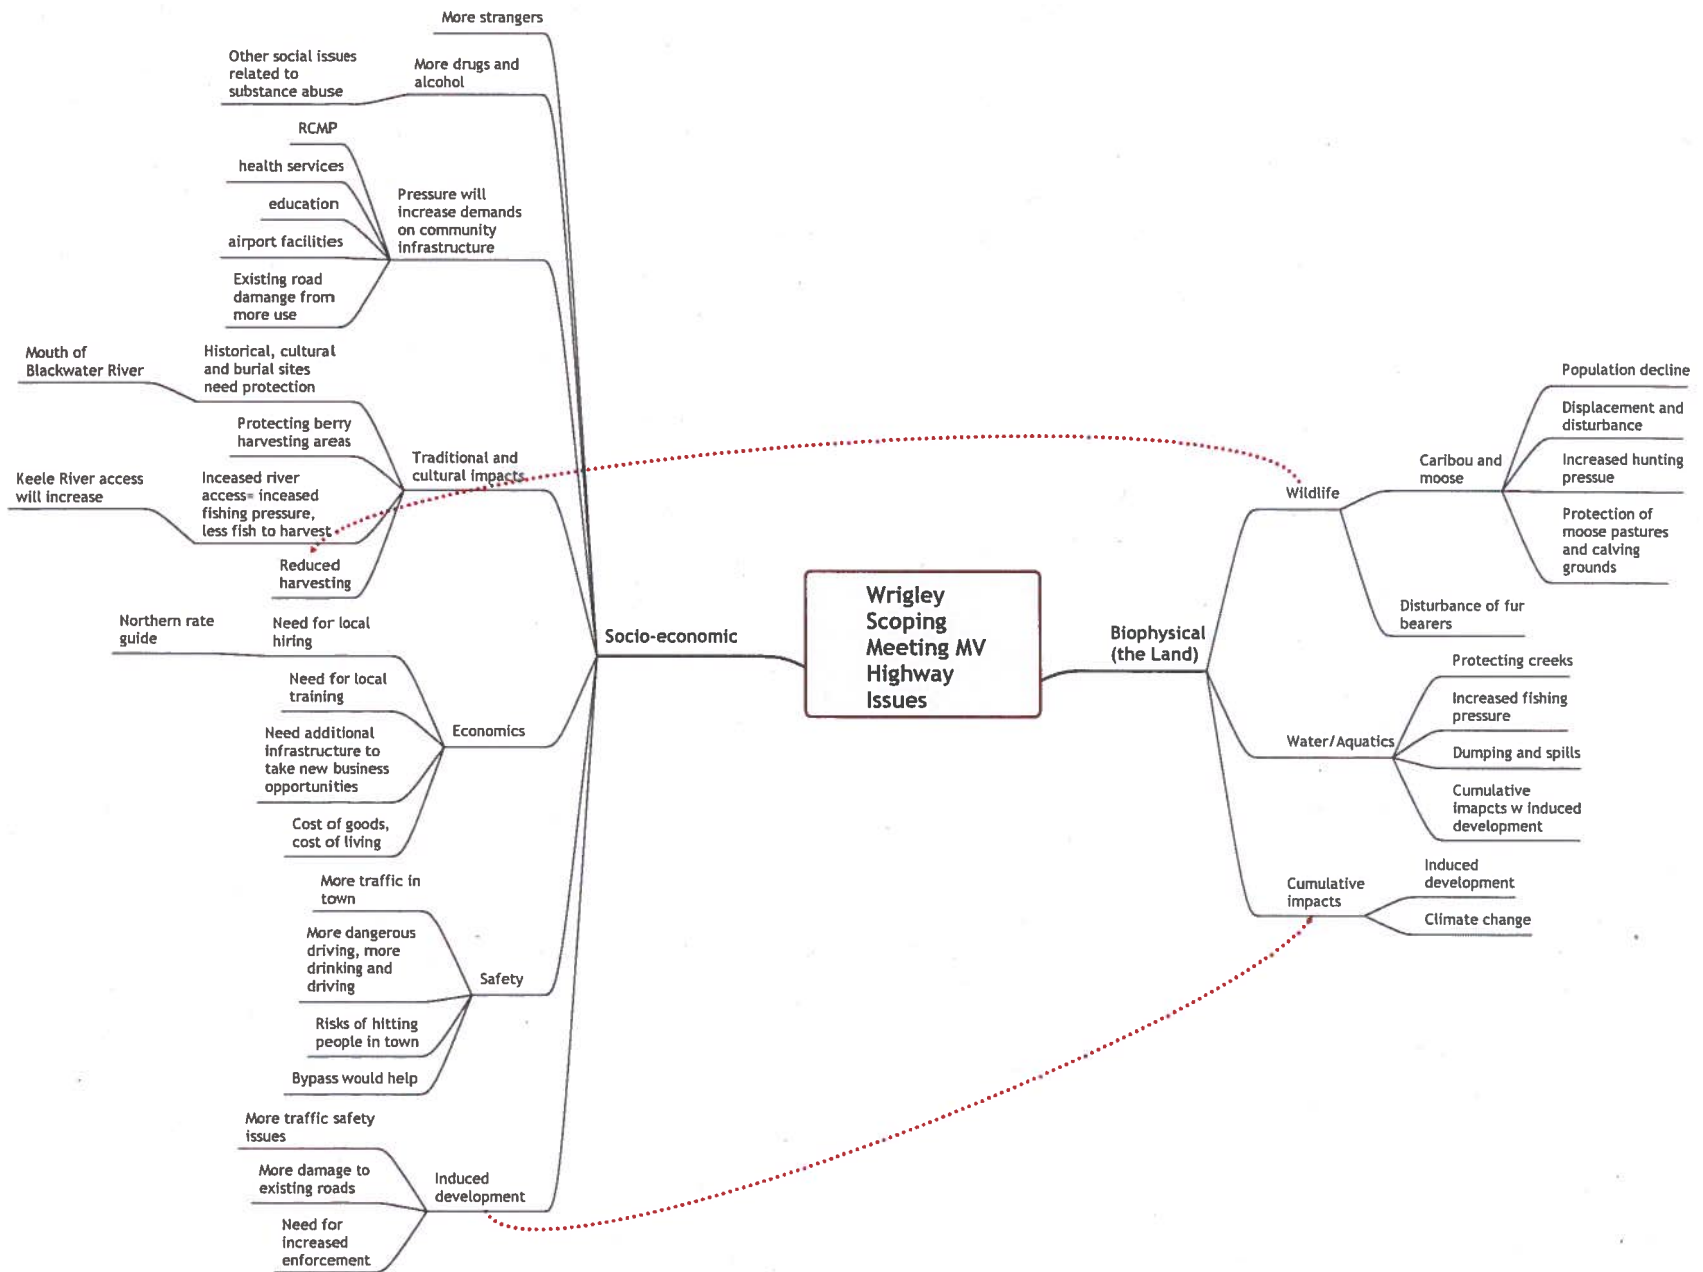 More strangers
Other social issues
related to
substance abuse
More drugs and
alcohol
RCMP
health services
education
airport facilities
Existing road
damange from
more use
Pressure will
increase demands
on community
infrastructure
Mouth of
Blackwater River
Historical, cultural
and burial sites
need protection
Protecting berry
harvesting areas
Keele River access
will increase
Inceased river
access= inceased
fishing pressure,
less fish to harvest
Reduced
harvesting
Traditional and
cultural impacts
Northern rate
guide
Need for local
hiring
Need for local
training
Need additional
infrastructure to
take new business
opportunities
Cost of goods,
cost of living
Economics
More traffic in
town
More dangerous
driving, more
drinking and
driving
Risks of hitting
people in town
Bypass would help
Safety
More traffic safety
issues
More damage to
existing roads
Need for
increased
enforcement
Induced
development
Socio-economic
Wrigley
Scoping
Meeting MV
Highway
Issues
Biophysical
(the Land)
Wildlife
Caribou and
moose
Population decline
Displacement and
disturbance
Increased hunting
pressue
Protection of
moose pastures
and calving
grounds
Disturbance of fur
bearers
Water/Aquatics
Protecting creeks
Increased fishing
pressure
Dumping and spills
Cumulative
imapcts w induced
development
Cumulative
impacts
Induced
development
Climate change